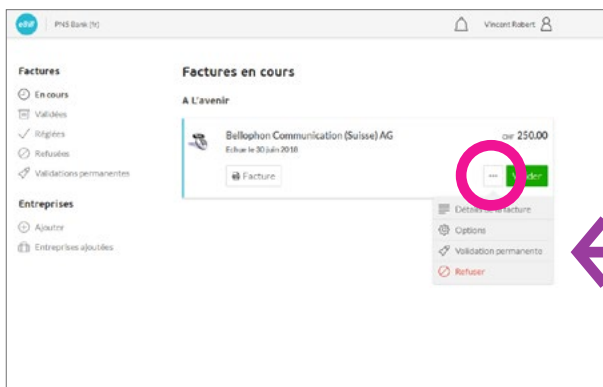 eBill PNS Bank (fr) Vincent Robert
Factures
En cours
Validées
Réglées
Refusées
Validations permanentes
Entreprises
Ajouter
Entreprises ajoutées
Factures en cours
A L'avenir
Bellophon Communication (Suisse) AG CHF 250.00
Echue le 30 juin 2018
Facture ... Valider
Détails de la facture
Options
Validation permanente
Refuser